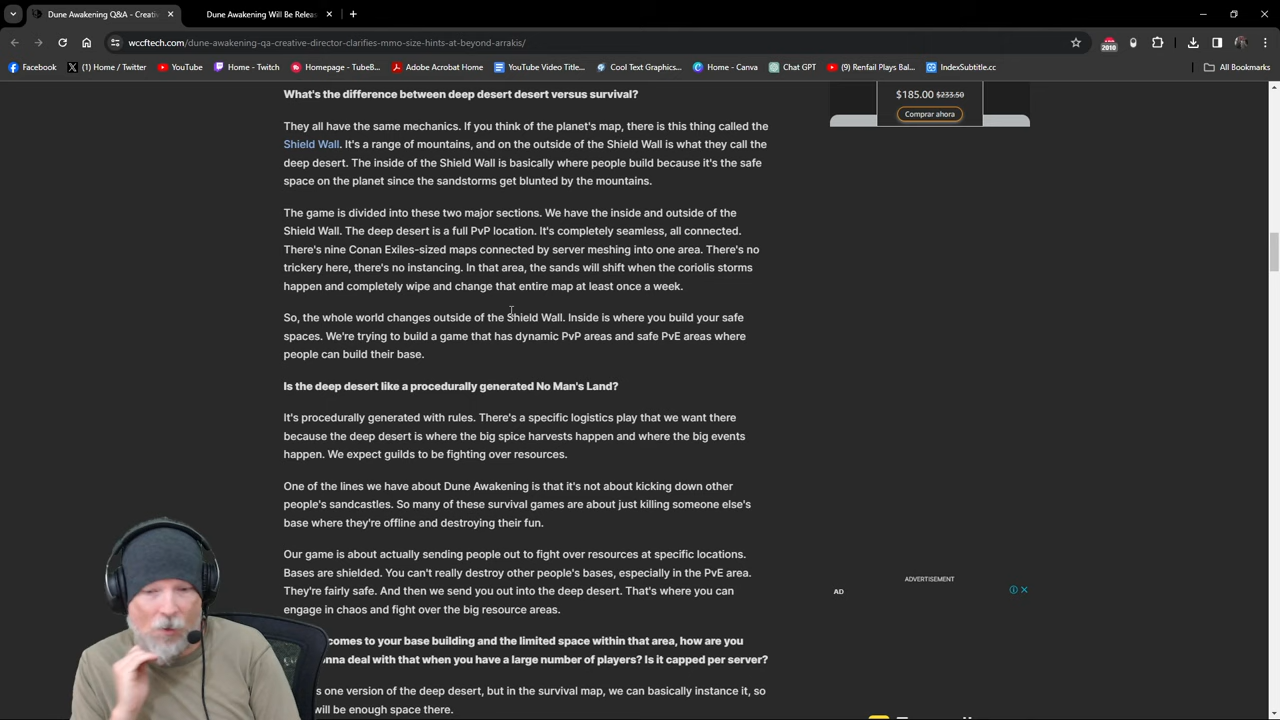 Dune Awakening Q&A - Creativ
Dune Awakening Will Be Relea
wccftech.com/dune-awakening-qa-creative-director-clarifies-mmo-size-hints-at-beyond-arrakis/
2010
Facebook
(1) Home / Twitter
YouTube
Home - Twitch
Homepage - TubeB...
Adobe Acrobat Home
YouTube Video Title...
Cool Text Graphics...
Home - Canva
Chat GPT
(2) Renfail Plays Bal...
IndexSubtitle.cc
All Bookmarks
What's the difference between deep desert desert versus survival?
They all have the same mechanics. If you think of the planet's map, there is this thing called the
Shield Wall. It's a range of mountains, and on the outside of the Shield Wall is what they call the
deep desert. The inside of the Shield Wall is basically where people build because it's the safe
space on the planet since the sandstorms get blunted by the mountains.
The game is divided into these two major sections. We have the inside and outside of the
Shield Wall. The deep desert is a full PvP location. It's completely seamless, all connected.
There's nine Conan Exiles-sized maps connected by server meshing into one area. There's no
trickery here, there's no instancing. In that area, the sands will shift when the coriolis storms
happen and completely wipe and change that entire map at least once a week.
So, the whole world changes outside of the Shield Wall. Inside is where you build your safe
spaces. We're trying to build a game that has dynamic PvP areas and safe PvE areas where
people can build their base.
Is the deep desert like a procedurally generated No Man's Land?
It's procedurally generated with rules. There's a specific logistics play that we want there
because the deep desert is where the big spice harvests happen and where the big events
happen. We expect guilds to be fighting over resources.
One of the lines we have about Dune Awakening is that it's not about kicking down other
people's sandcastles. So many of these survival games are about just killing someone else's
base where they're offline and destroying their fun.
Our game is about actually sending people out to fight over resources at specific locations.
Bases are shielded. You can't really destroy other people's bases, especially in the PvE area.
They irly safe. And then we send you out into the deep desert. That's where you can
engage in chaos and fight over the big resource areas.
comes to your base building and the limited space within that area, how are you
nna deal with that when you have a large number of players? Is it capped per server?
s one version of the deep desert, but in the survival map, we can basically instance it, so
will be enough space there.
$185.00 $233.50
Comprar ahora
ADVERTISEMENT
AD